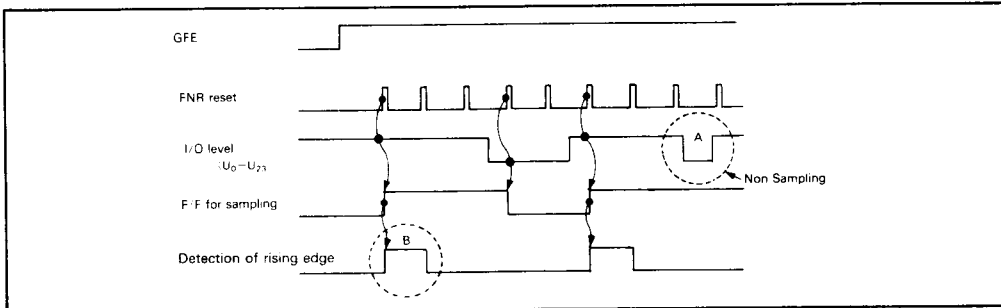 GFE
FNR reset
A
I/O level
U₀–U₂₃
Non Sampling
F/F for sampling
B
Detection of rising edge